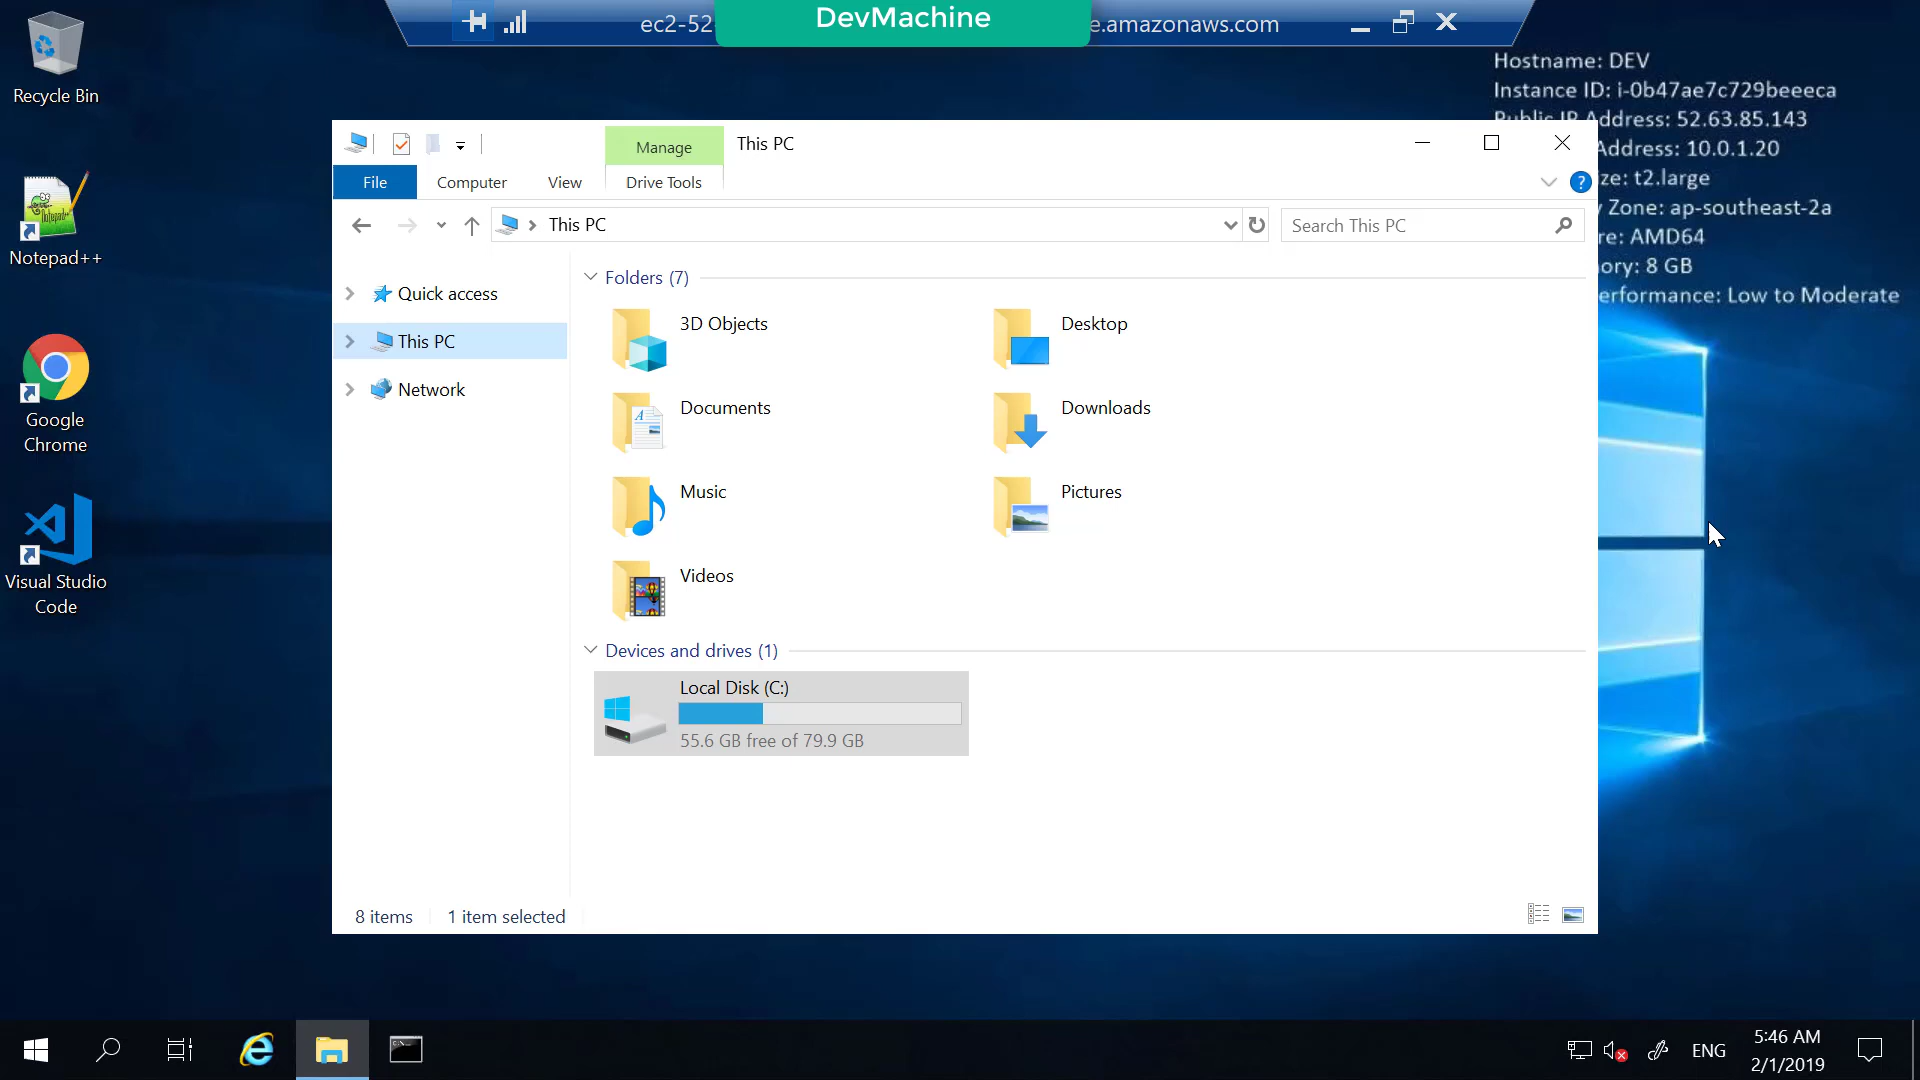 ec2-52
DevMachine
e.amazonaws.com
Hostname: DEV
Instance ID: i-0b47ae7c729beeeca
Public IP Address: 52.63.85.143
Address: 10.0.1.20
ze: t2.large
Zone: ap-southeast-2a
re: AMD64
ory: 8 GB
erformance: Low to Moderate
Recycle Bin
Notepad++
Google
Chrome
Visual Studio
Code
Manage
This PC
File
Computer
View
Drive Tools
?
This PC
Search This PC
Quick access
This PC
Network
Folders (7)
3D Objects
Desktop
Documents
Downloads
Music
Pictures
Videos
Devices and drives (1)
Local Disk (C:)
55.6 GB free of 79.9 GB
8 items
1 item selected
ENG
5:46 AM
2/1/2019